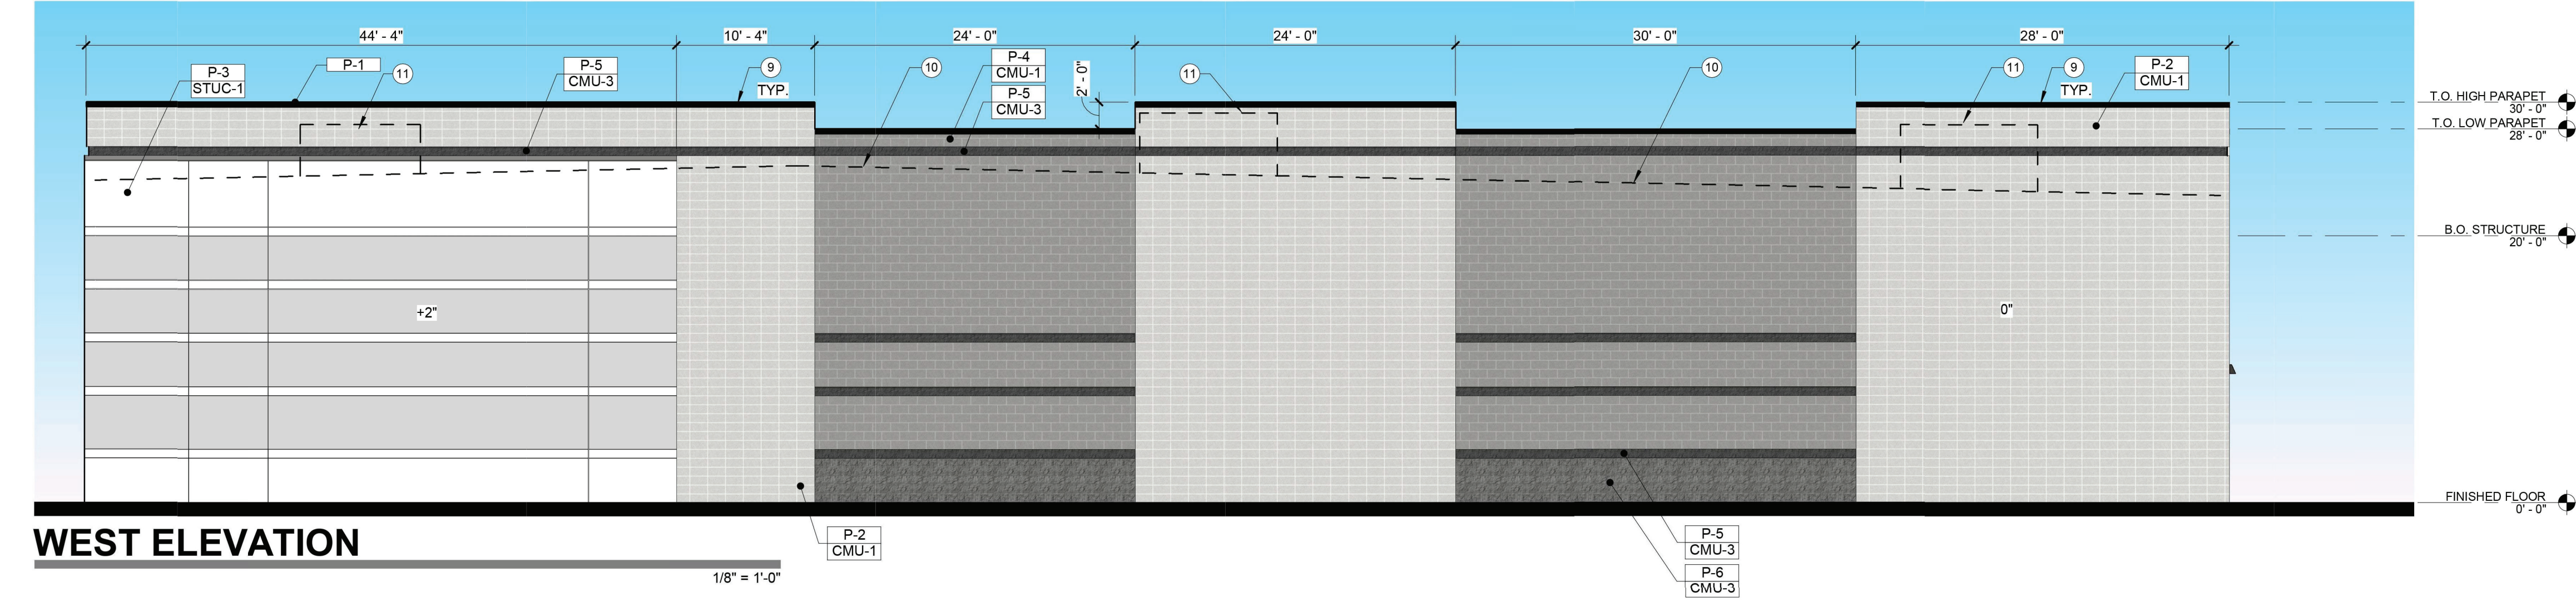 44' - 4"
10' - 4"
24' - 0"
24' - 0"
30' - 0"
28' - 0"
P-3
STUC-1
P-1
11
P-5
CMU-3
9
TYP.
10
P-4
CMU-1
P-5
CMU-3
2' - 0"
11
10
11
9
TYP.
P-2
CMU-1
T.O. HIGH PARAPET
30' - 0"
T.O. LOW PARAPET
28' - 0"
B.O. STRUCTURE
20' - 0"
+2"
0"
FINISHED FLOOR
0' - 0"
P-2
CMU-1
P-5
CMU-3
P-6
CMU-3
WEST ELEVATION
1/8" = 1'-0"